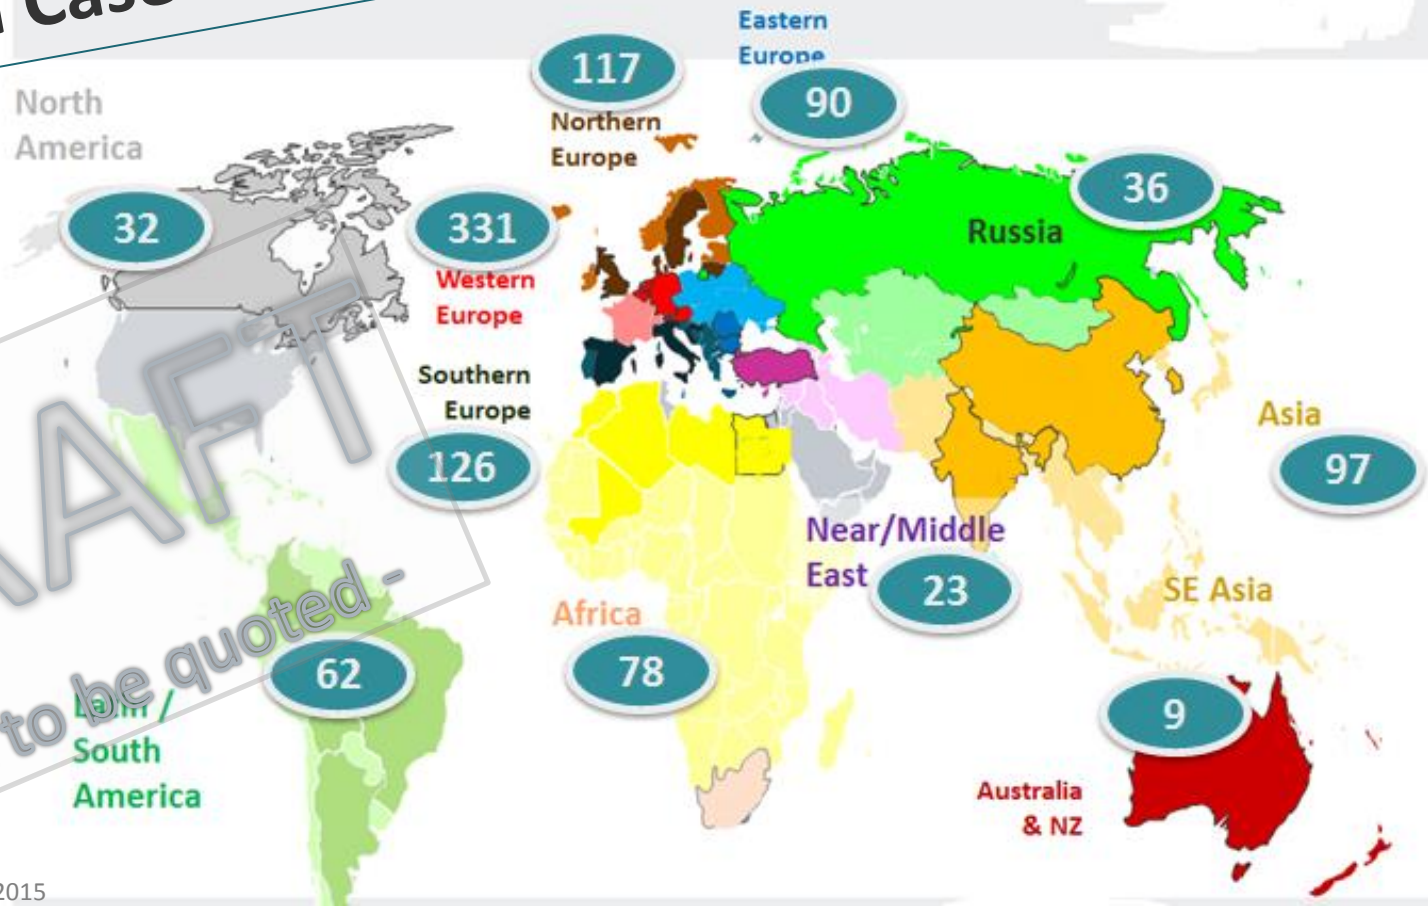 Case
Eastern
Europe
117
90
North
America
Northern
Europe
36
32
331
Russia
Western
Europe
Southern
Europe
Asia
126
97
Near/Middle
East
23
SE Asia
Africa
to be quoted -
62
78
Latin /
South
America
9
Australia
& NZ
2015